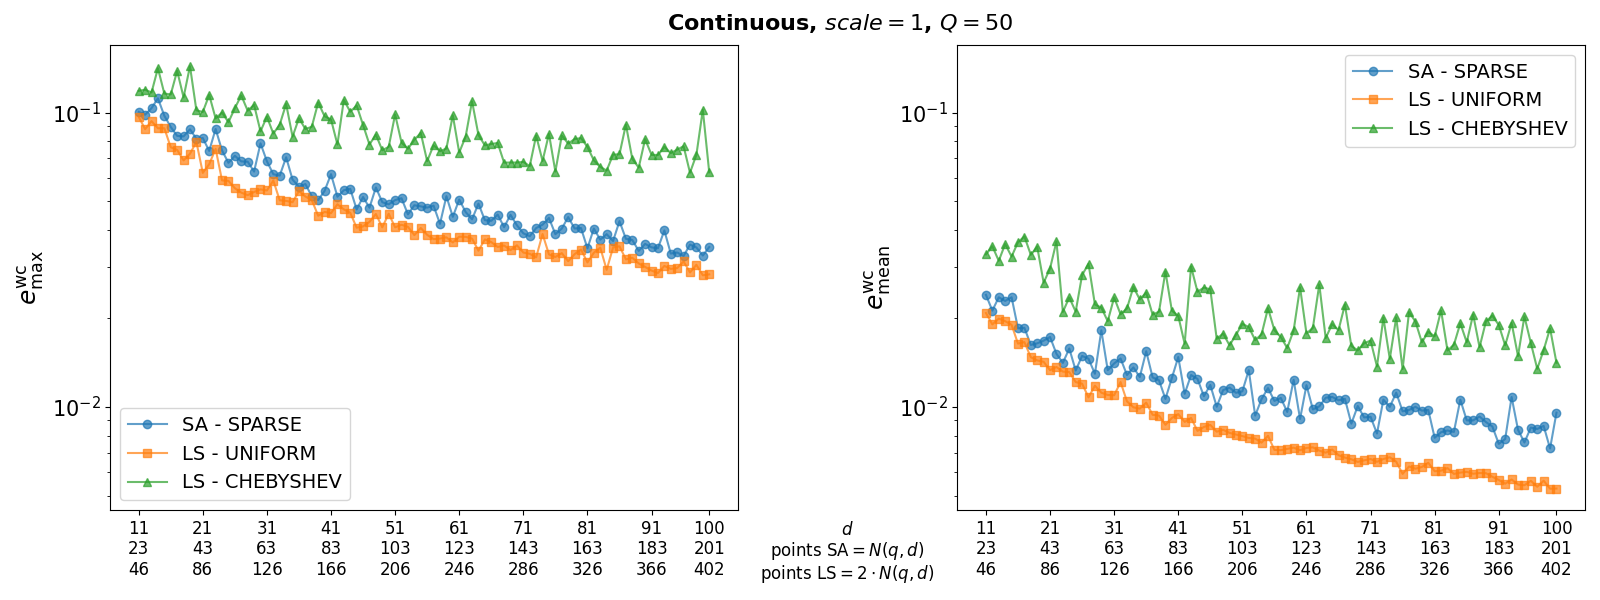 Continuous, scale = 1, Q = 50
10^{-1}
10^{-2}
e^{wc}_{max}
SA - SPARSE
LS - UNIFORM
LS - CHEBYSHEV
11 21 31 41 51 61 71 81 91 100
23 43 63 83 103 123 143 163 183 201
46 86 126 166 206 246 286 326 366 402
d
points SA = N(q, d)
points LS = 2 · N(q, d)
10^{-1}
10^{-2}
e^{wc}_{mean}
SA - SPARSE
LS - UNIFORM
LS - CHEBYSHEV
11 21 31 41 51 61 71 81 91 100
23 43 63 83 103 123 143 163 183 201
46 86 126 166 206 246 286 326 366 402